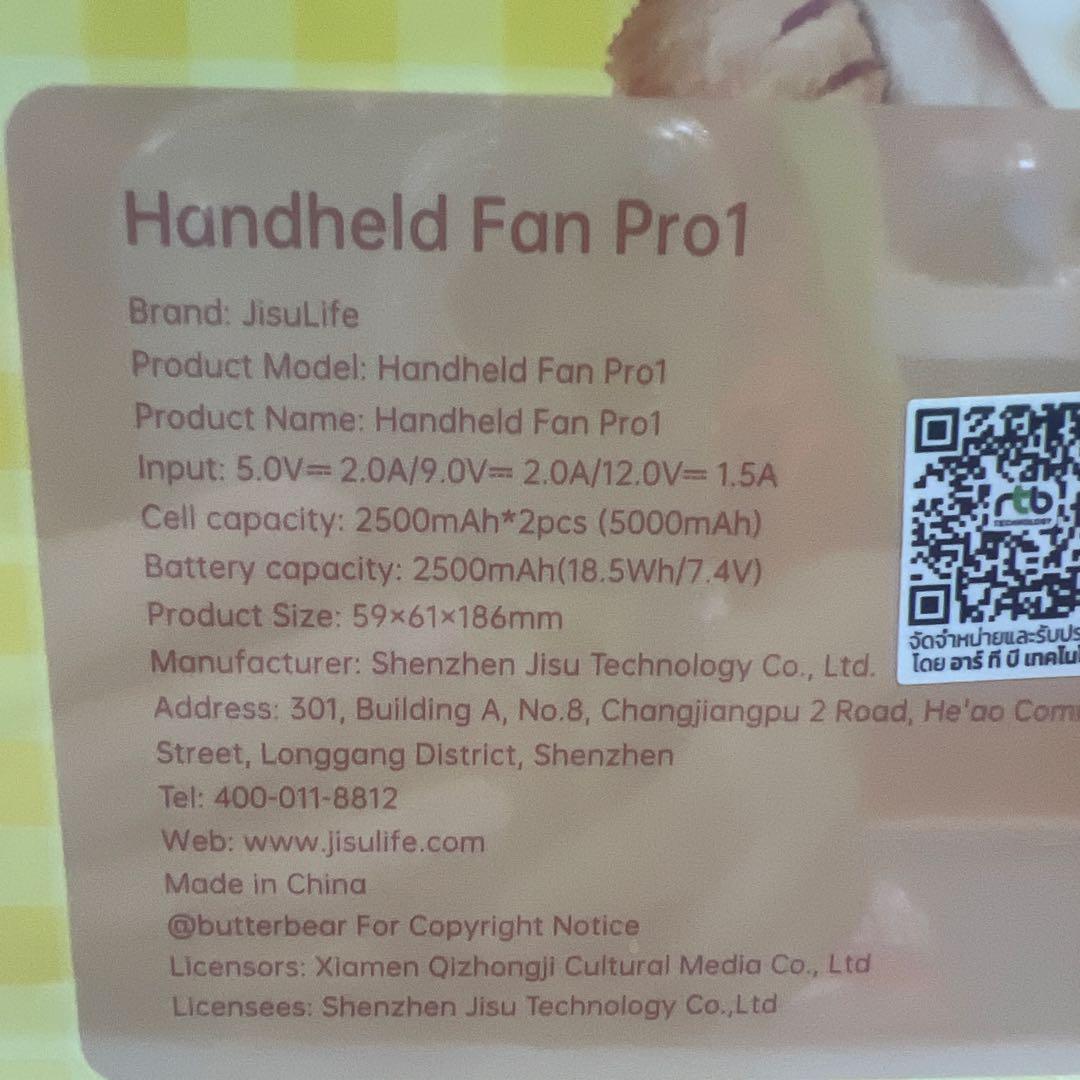 Handheld Fan Pro1
Brand: JisuLife
Product Model: Handheld Fan Pro1
Product Name: Handheld Fan Pro1
Input: 5.0V⎓ 2.0A/9.0V⎓ 2.0A/12.0V⎓ 1.5A
Cell capacity: 2500mAh*2pcs (5000mAh)
Battery capacity: 2500mAh(18.5Wh/7.4V)
Product Size: 59×61×186mm
Manufacturer: Shenzhen Jisu Technology Co., Ltd.
Address: 301, Building A, No.8, Changjiangpu 2 Road, He'ao
Street, Longgang District, Shenzhen
Tel: 400-011-8812
Web: www.jisulife.com
Made in China
@butterbear For Copyright Notice
Licensors: Xiamen Qizhongji Cultural Media Co., Ltd
Licensees: Shenzhen Jisu Technology Co.,Ltd
rtb
TECHNOLOGY
จัดจำหน่ายและรับ
โดย อาร์ ที บี